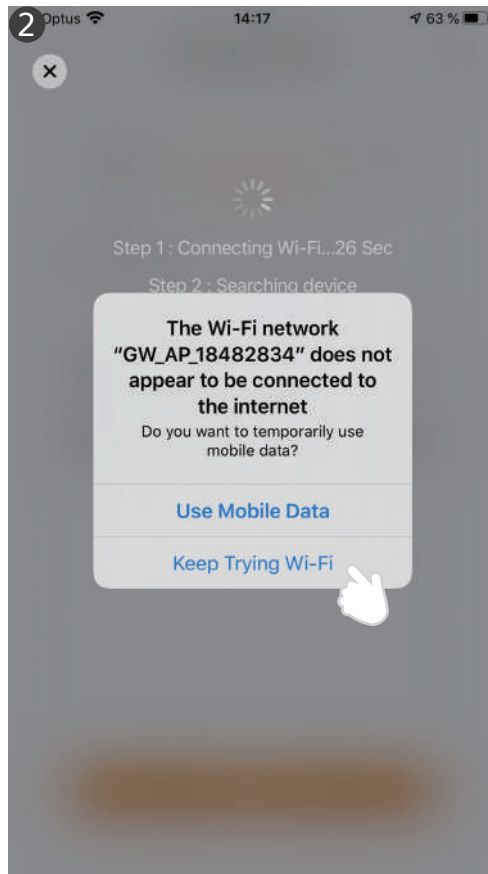 2
Optus 14:17 63 %
Step 1 : Connecting Wi-Fi...26 Sec
Step 2 : Searching device
The Wi-Fi network
“GW_AP_18482834” does not
appear to be connected to
the internet
Do you want to temporarily use
mobile data?
Use Mobile Data
Keep Trying Wi-Fi